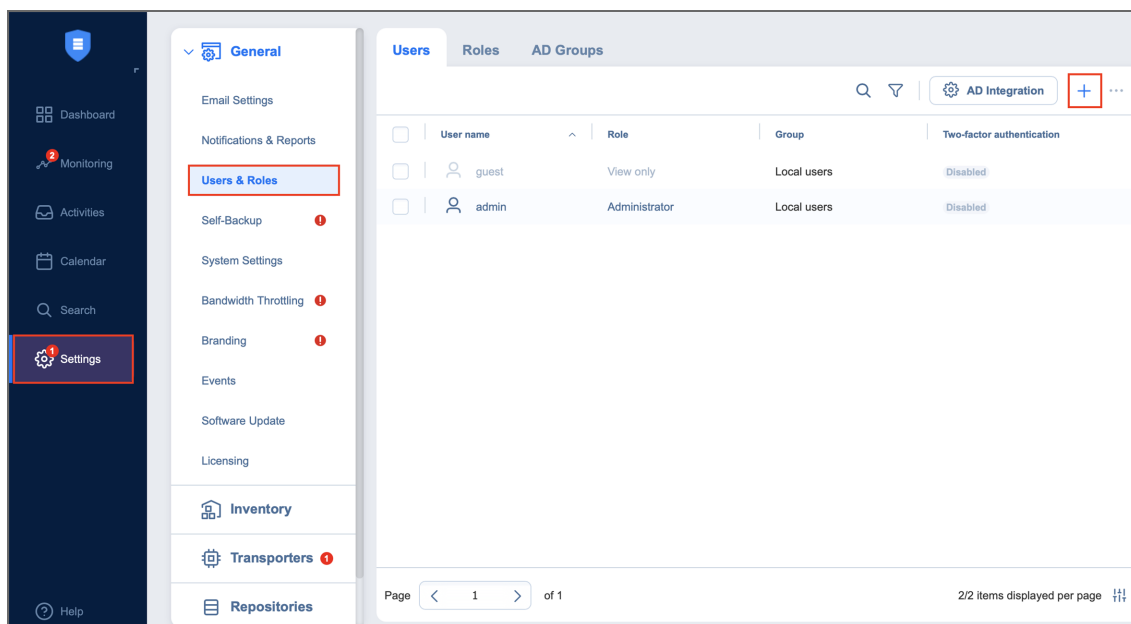 Dashboard
2
Monitoring
Activities
Calendar
Search
1
Settings
Help
General
Email Settings
Notifications & Reports
Users & Roles
Self-Backup !
System Settings
Bandwidth Throttling !
Branding !
Events
Software Update
Licensing
Inventory
Transporters 1
Repositories
Users Roles AD Groups
AD Integration
User name Role Group Two-factor authentication
guest View only Local users Disabled
admin Administrator Local users Disabled
Page 1 of 1 2/2 items displayed per page